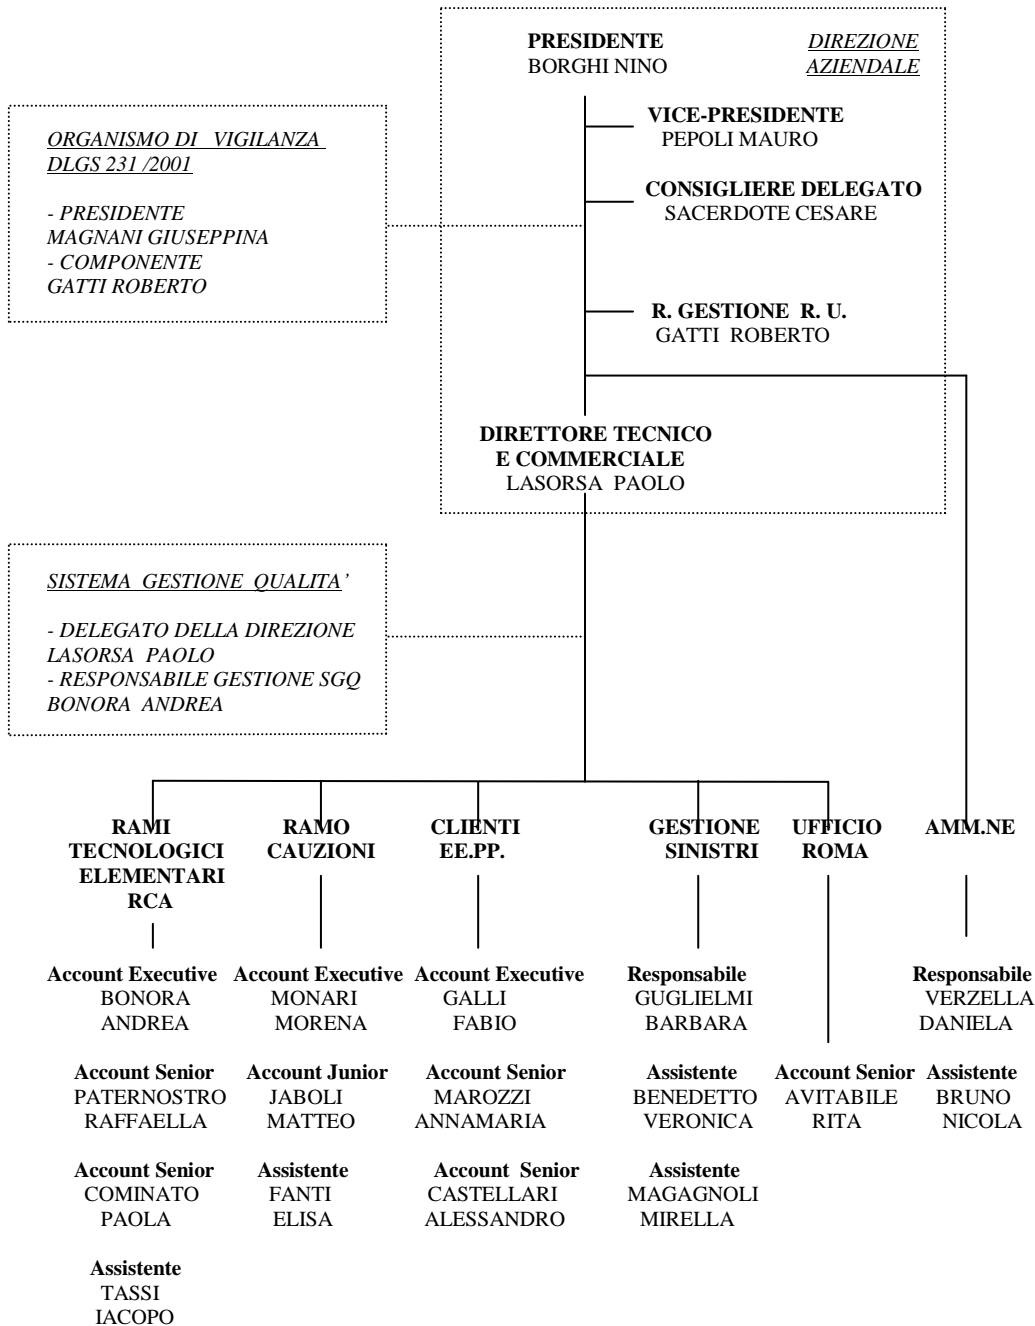 PRESIDENTE
BORGHI NINO
DIREZIONE
AZIENDALE
VICE-PRESIDENTE
PEPOLI MAURO
CONSIGLIERE DELEGATO
SACERDOTE CESARE
R. GESTIONE R. U.
GATTI ROBERTO
DIRETTORE TECNICO
E COMMERCIALE
LASORSA PAOLO
ORGANISMO DI VIGILANZA
DLGS 231 /2001
- PRESIDENTE
MAGNANI GIUSEPPINA
- COMPONENTE
GATTI ROBERTO
SISTEMA GESTIONE QUALITA'
- DELEGATO DELLA DIREZIONE
LASORSA PAOLO
- RESPONSABILE GESTIONE SGQ
BONORA ANDREA
RAMI
TECNOLOGICI
ELEMENTARI
RCA
Account Executive
BONORA
ANDREA
Account Senior
PATERNOSTRO
RAFFAELLA
Account Senior
COMINATO
PAOLA
Assistente
TASSI
IACOPO
RAMO
CAUZIONI
Account Executive
MONARI
MORENA
Account Junior
JABOLI
MATTEO
Assistente
FANTI
ELISA
CLIENTI
EE.PP.
Account Executive
GALLI
FABIO
Account Senior
MAROZZI
ANNAMARIA
Account Senior
CASTELLARI
ALESSANDRO
GESTIONE
SINISTRI
Responsabile
GUGLIELMI
BARBARA
Assistente
BENEDETTO
VERONICA
Assistente
MAGAGNOLI
MIRELLA
UFFICIO
ROMA
Account Senior
AVITABILE
RITA
AMM.NE
Responsabile
VERZELLA
DANIELA
Assistente
BRUNO
NICOLA